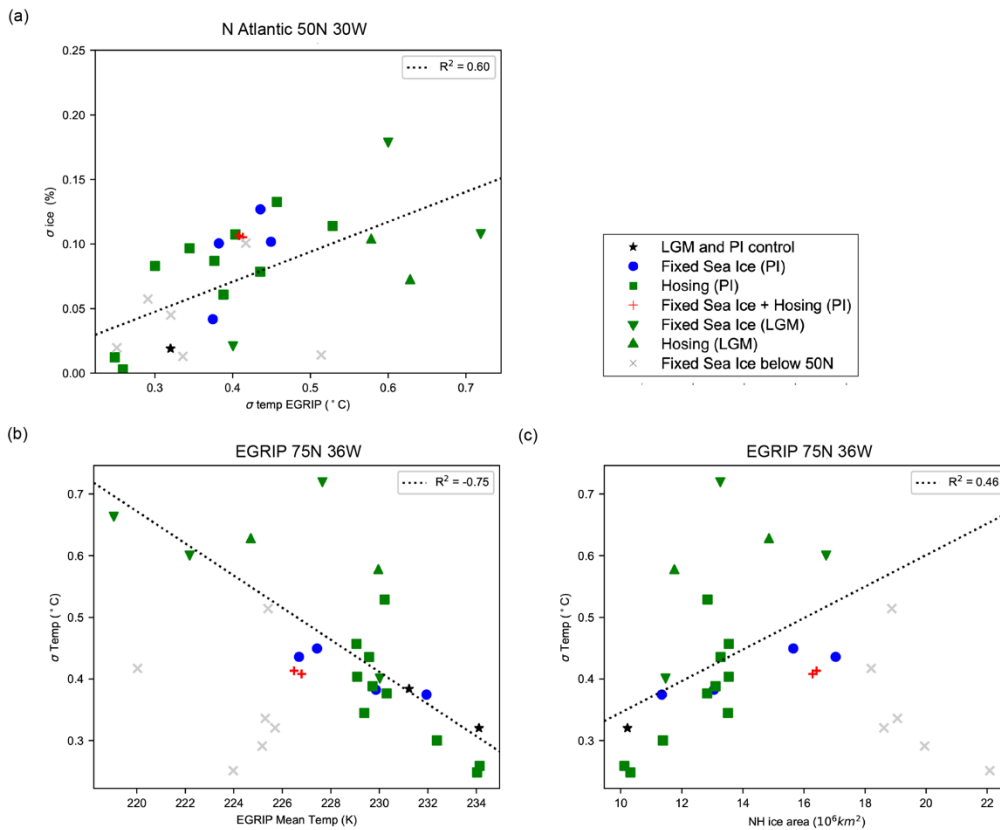 (a)
N Atlantic 50N 30W
R² = 0.60
0.25
0.20
0.15
0.10
0.05
0.00
σ ice (%)
0.3 0.4 0.5 0.6 0.7
σ temp EGRIP (°C)
LGM and PI control
Fixed Sea Ice (PI)
Hosing (PI)
Fixed Sea Ice + Hosing (PI)
Fixed Sea Ice (LGM)
Hosing (LGM)
Fixed Sea Ice below 50N
(b)
EGRIP 75N 36W
R² = -0.75
0.7
0.6
0.5
0.4
0.3
σ Temp (°C)
220 222 224 226 228 230 232 234
EGRIP Mean Temp (K)
(c)
EGRIP 75N 36W
R² = 0.46
0.7
0.6
0.5
0.4
0.3
σ Temp (°C)
10 12 14 16 18 20 22
NH ice area (10⁶km²)